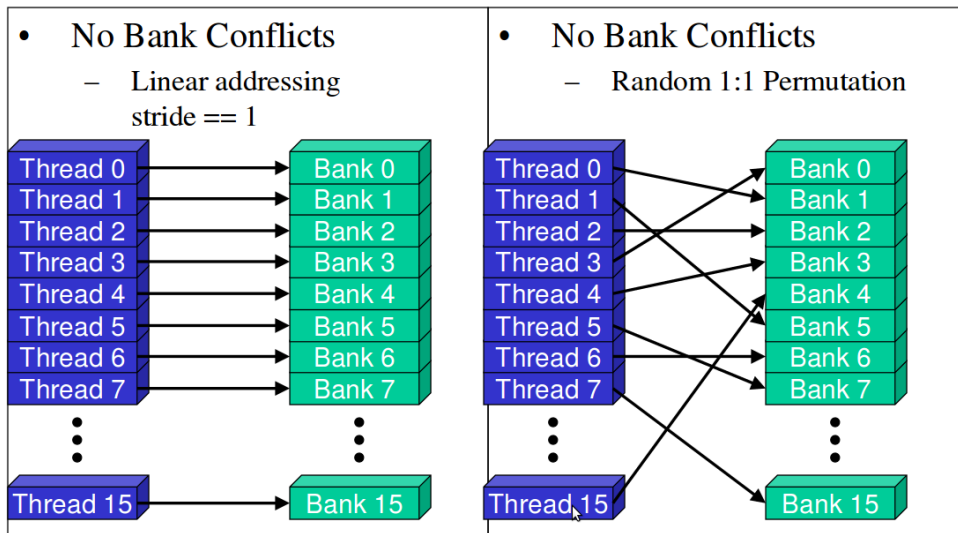 • No Bank Conflicts
– Linear addressing
stride == 1
Thread 0
Bank 0
Thread 1
Bank 1
Thread 2
Bank 2
Thread 3
Bank 3
Thread 4
Bank 4
Thread 5
Bank 5
Thread 6
Bank 6
Thread 7
Bank 7
Thread 15
Bank 15
• No Bank Conflicts
– Random 1:1 Permutation
Thread 0
Bank 0
Thread 1
Bank 1
Thread 2
Bank 2
Thread 3
Bank 3
Thread 4
Bank 4
Thread 5
Bank 5
Thread 6
Bank 6
Thread 7
Bank 7
Thread 15
Bank 15